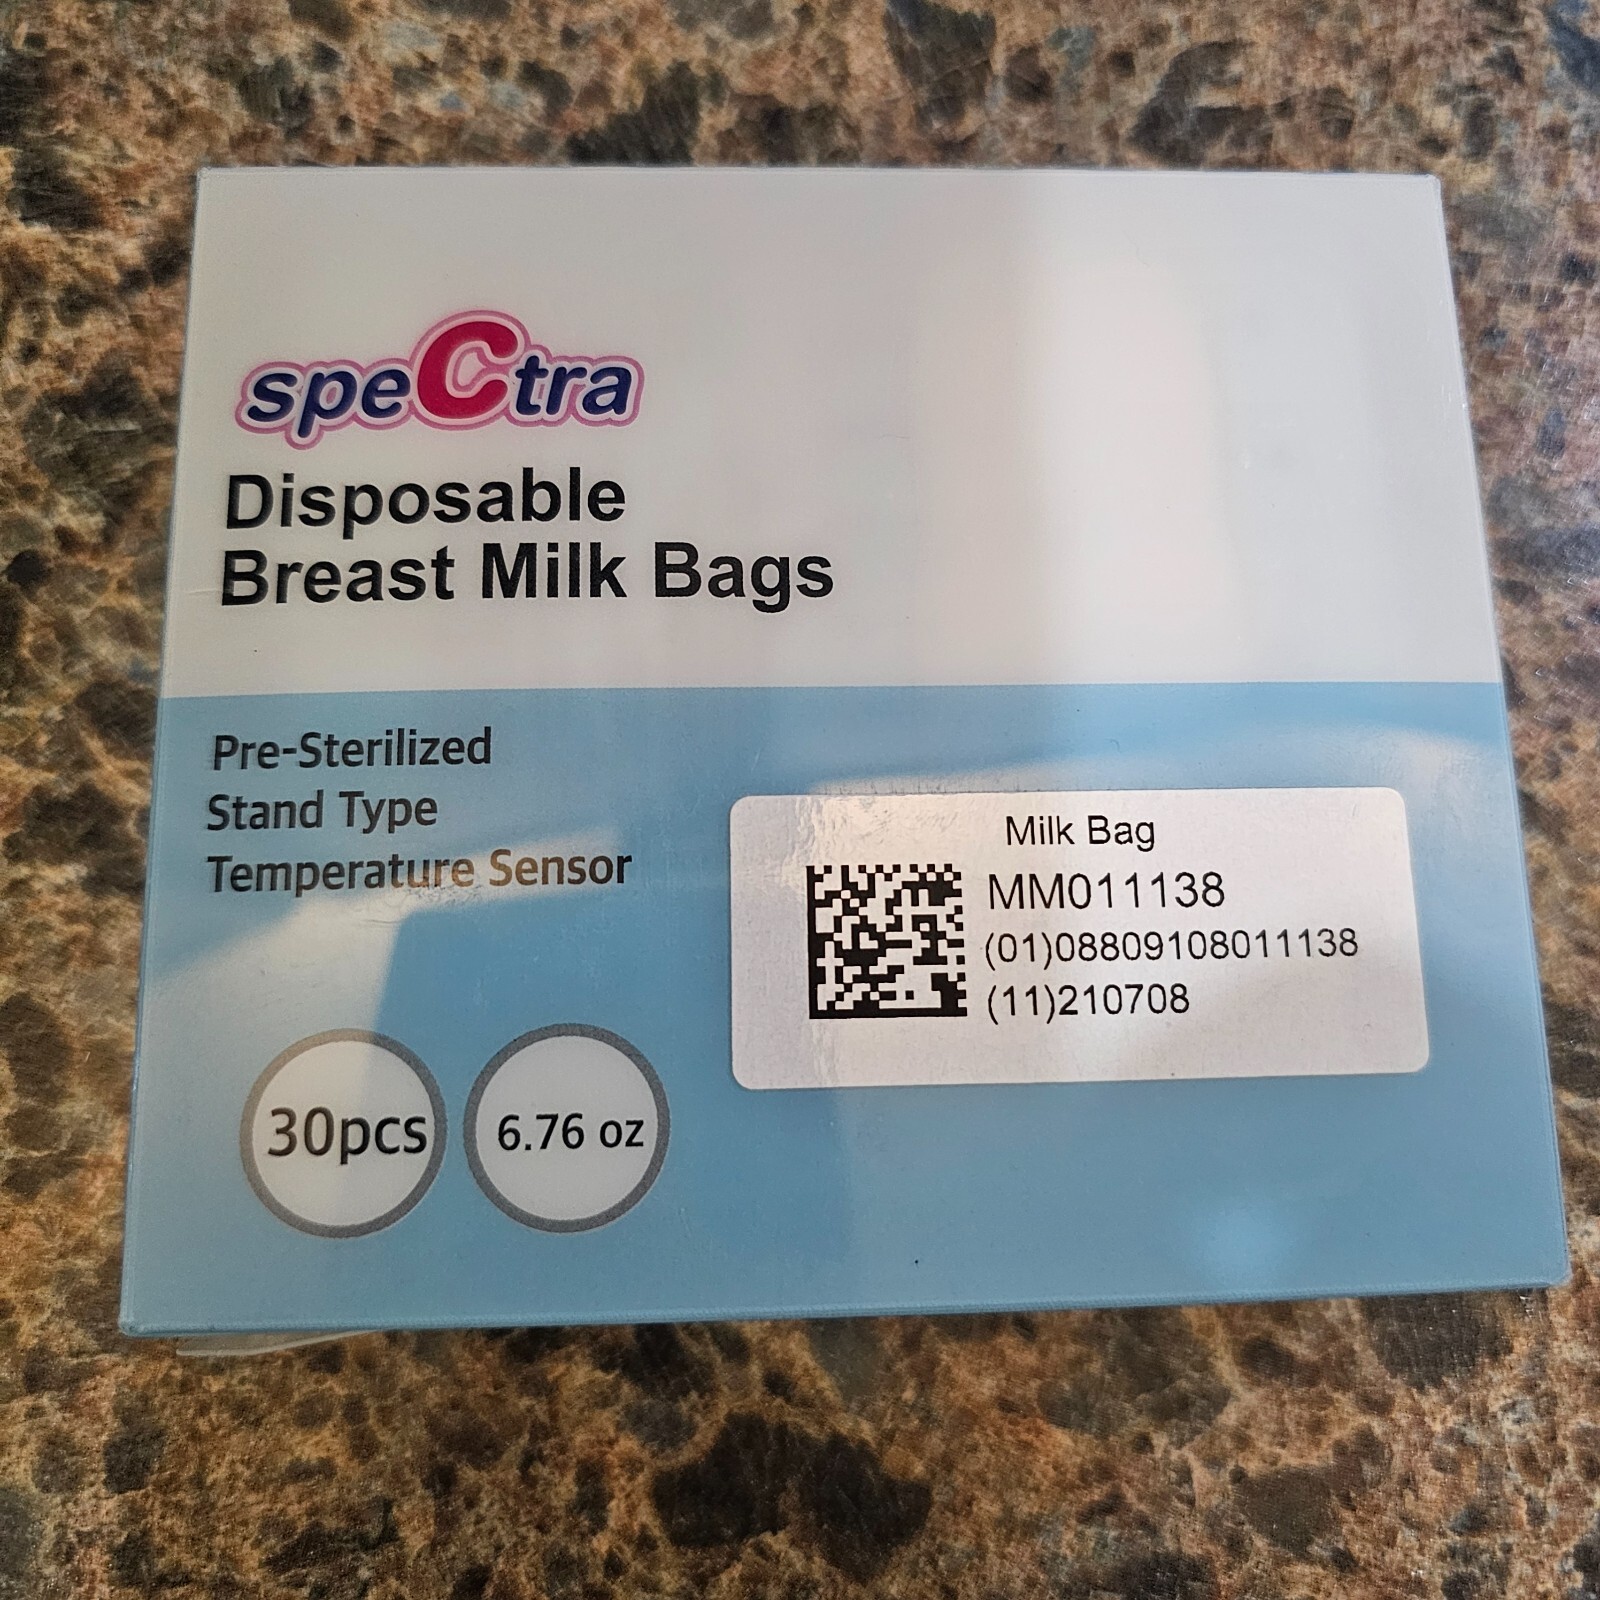 speCtra
Disposable
Breast Milk Bags
Pre-Sterilized
Stand Type
Temperature Sensor
30pcs
6.76 oz
Milk Bag
MM011138
(01)08809108011138
(11)210708